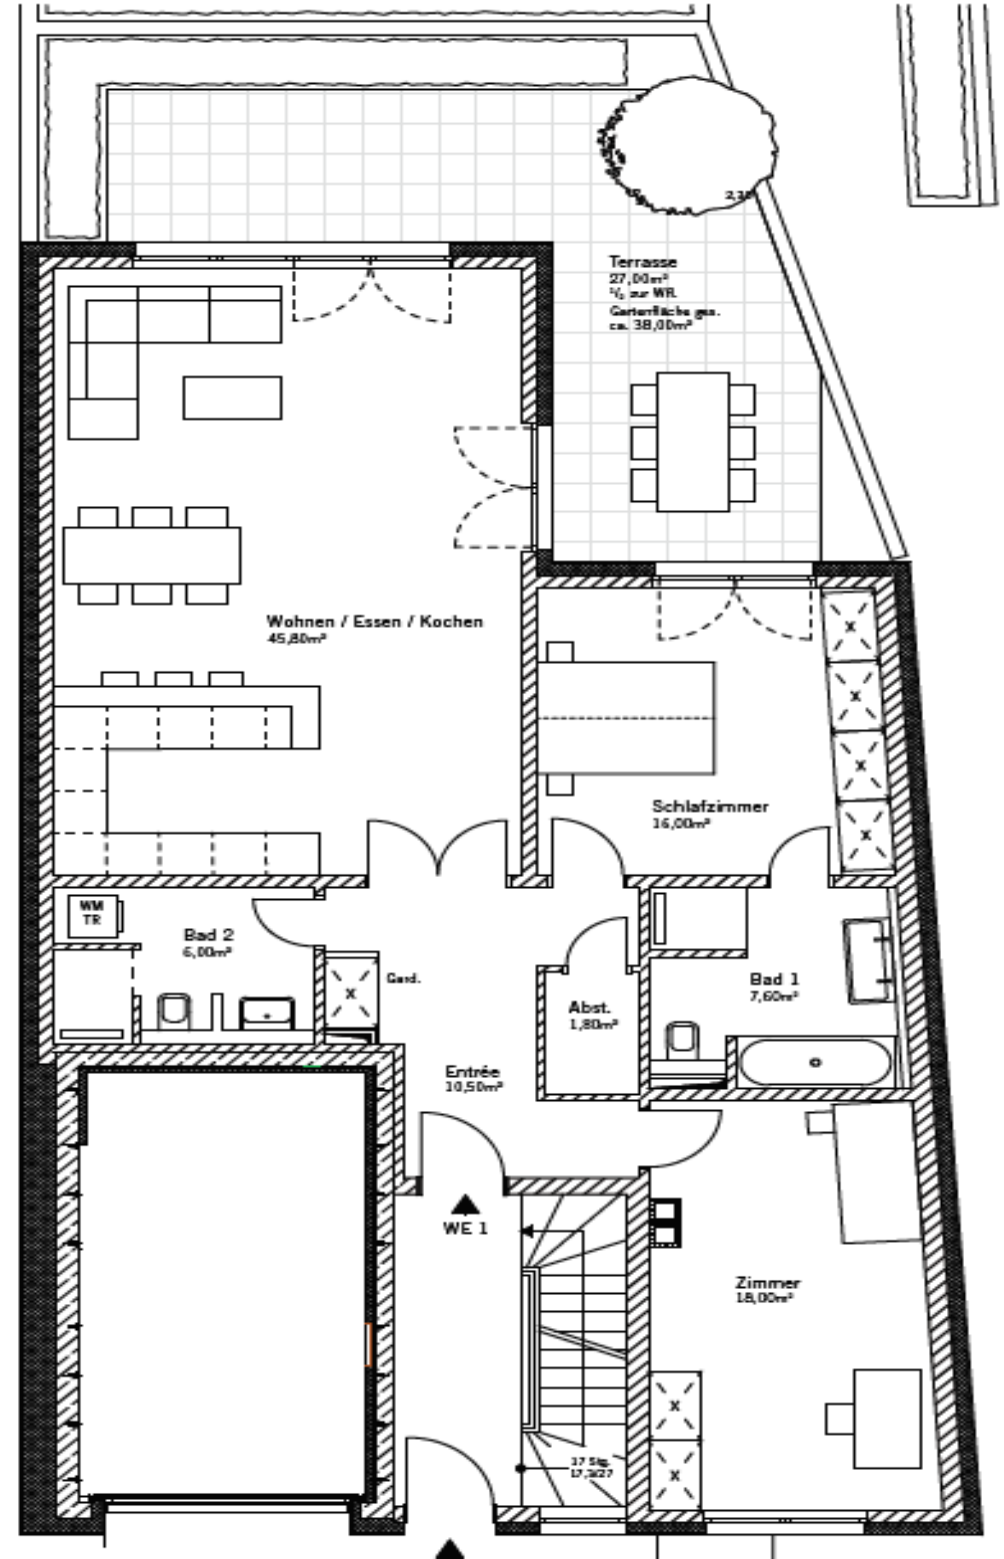 Terrasse
27,00m²
½ zur WFL
Gartenfläche ges.
ca. 38,00m²
Wohnen / Essen / Kochen
45,80m²
Schlafzimmer
16,00m²
WM
TR
Bad 2
6,00m²
Gard.
Abst.
1,80m²
Bad 1
7,60m²
Entrée
10,50m²
WE 1
Zimmer
18,00m²
17 Stg.
17,3/27